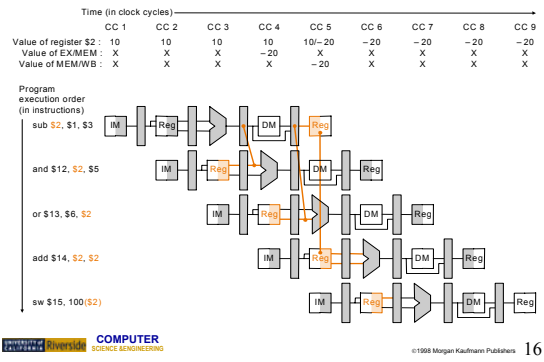 Time (in clock cycles)
CC 1 CC 2 CC 3 CC 4 CC 5 CC 6 CC 7 CC 8 CC 9
Value of register $2 : 10 10 10 10 10/– 20 – 20 – 20 – 20 – 20
Value of EX/MEM : X X X – 20 X X X X X
Value of MEM/WB : X X X X – 20 X X X X
Program
execution order
(in instructions)
sub $2, $1, $3
IM Reg DM Reg
and $12, $2, $5
IM Reg DM Reg
or $13, $6, $2
IM Reg DM Reg
add $14, $2, $2
IM Reg DM Reg
sw $15, 100($2)
IM Reg DM Reg
UNIVERSITY OF CALIFORNIA Riverside
COMPUTER
SCIENCE & ENGINEERING
©1998 Morgan Kaufmann Publishers 16